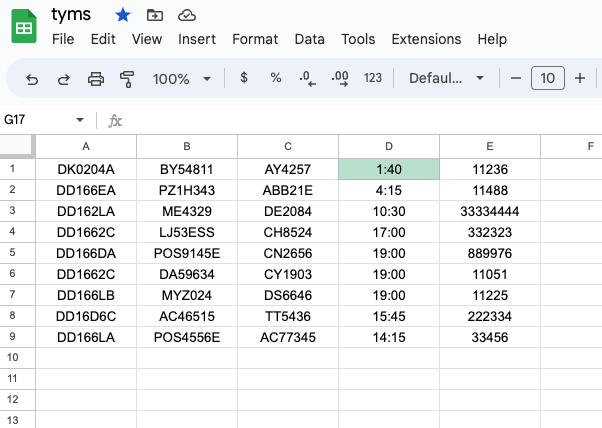 tyms
File Edit View Insert Format Data Tools Extensions Help
100% $ % .0 .00 123 Defaul... − 10 +
G17 fx
A B C D E F
1 DK0204A BY54811 AY4257 1:40 11236
2 DD166EA PZ1H343 ABB21E 4:15 11488
3 DD162LA ME4329 DE2084 10:30 33334444
4 DD1662C LJ53ESS CH8524 17:00 332323
5 DD166DA POS9145E CN2656 19:00 889976
6 DD1662C DA59634 CY1903 19:00 11051
7 DD166LB MYZ024 DS6646 19:00 11225
8 DD16D6C AC46515 TT5436 15:45 222334
9 DD166LA POS4556E AC77345 14:15 33456
10
11
12
13